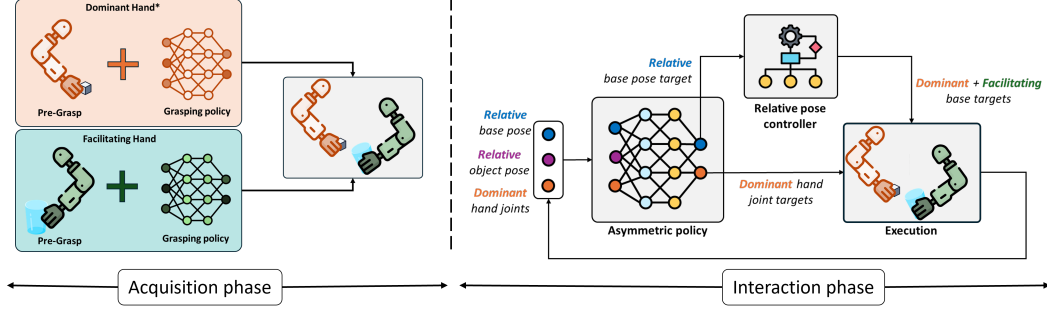 Dominant Hand*
Pre-Grasp
Grasping policy
Facilitating Hand
Pre-Grasp
Grasping policy
Acquisition phase
Relative
base pose
Relative
object pose
Dominant
hand joints
Asymmetric policy
Relative
base pose target
Relative pose
controller
Dominant + Facilitating
base targets
Dominant hand
joint targets
Execution
Interaction phase